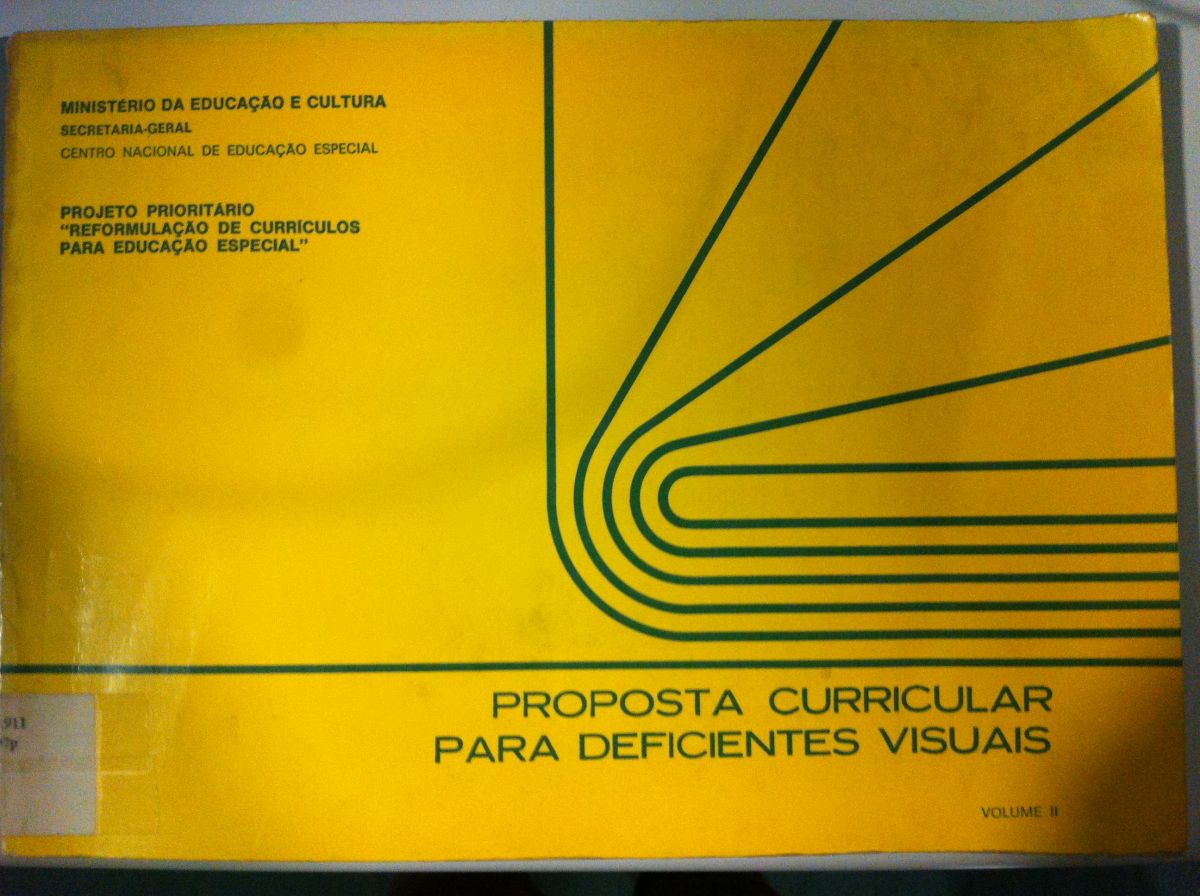 MINISTÉRIO DA EDUCAÇÃO E CULTURA
SECRETARIA-GERAL
CENTRO NACIONAL DE EDUCAÇÃO ESPECIAL
PROJETO PRIORITÁRIO
“REFORMULAÇÃO DE CURRÍCULOS
PARA EDUCAÇÃO ESPECIAL”
PROPOSTA CURRICULAR
PARA DEFICIENTES VISUAIS
VOLUME II
911